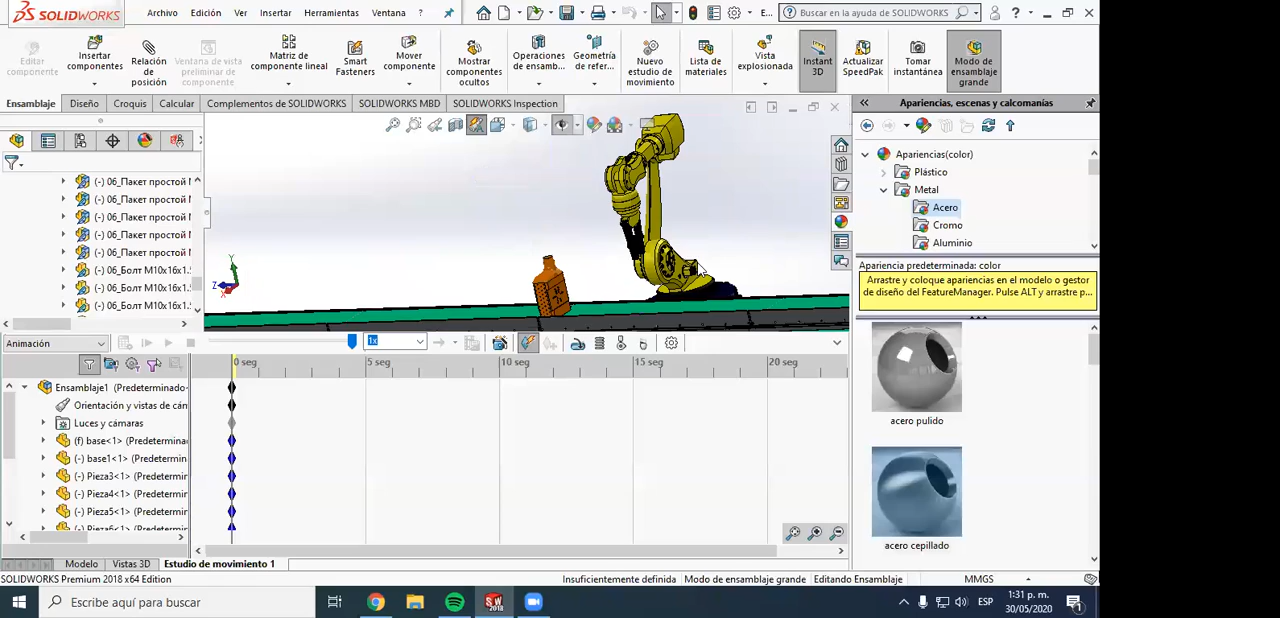 SOLIDWORKS
Archivo Edición Ver Insertar Herramientas Ventana ?
E...
Buscar en la ayuda de SOLIDWORKS
Editar componente
Insertar componentes
Relación de posición
Ventana de vista preliminar de componente
Matriz de componente lineal
Smart Fasteners
Mover componente
Mostrar componentes ocultos
Operaciones de ensamb...
Geometría de refer...
Nuevo estudio de movimiento
Lista de materiales
Vista explosionada
Instant 3D
Actualizar SpeedPak
Tomar instantánea
Modo de ensamblaje grande
Ensamblaje Diseño Croquis Calcular Complementos de SOLIDWORKS SOLIDWORKS MBD SOLIDWORKS Inspection
Apariencias, escenas y calcomanías
(-) 06_Пакет простой
(-) 06_Пакет простой
(-) 06_Пакет простой
(-) 06_Пакет простой
(-) 06_Пакет простой
(-) 06_Болт M10x16x1.
(-) 06_Болт M10x16x1.
(-) 06_Болт M10x16x1.
Y
Z
X
Apariencias(color)
Plástico
Metal
Acero
Cromo
Aluminio
Apariencia predeterminada: color
Arrastre y coloque apariencias en el modelo o gestor
de diseño del FeatureManager. Pulse ALT y arrastre p...
acero pulido
acero cepillado
Animación
1x
0 seg 5 seg 10 seg 15 seg 20 seg
Ensamblaje1 (Predeterminado
Orientación y vistas de cám
Luces y cámaras
(f) base<1> (Predetermina
(-) base1<1> (Predetermin
(-) Pieza3<1> (Predetermin
(-) Pieza4<1> (Predetermin
(-) Pieza5<1> (Predetermin
(-) Pieza6<1> (Predetermin
Modelo Vistas 3D Estudio de movimiento 1
SOLIDWORKS Premium 2018 x64 Edition
Insuficientemente definida Modo de ensamblaje grande Editando Ensamblaje MMGS
Escribe aquí para buscar
SW 2018
ESP
1:31 p. m.
30/05/2020
1